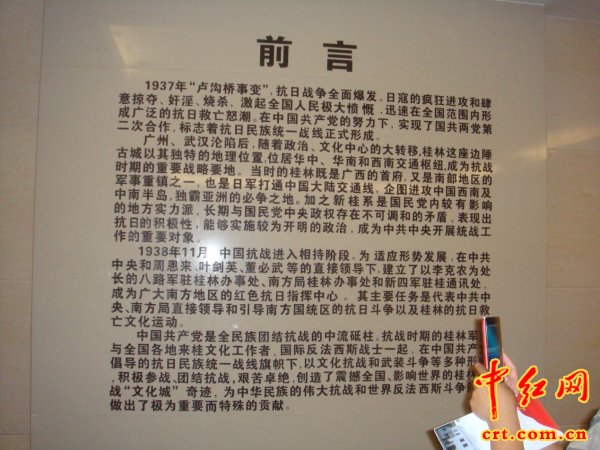 前言
1937年“卢沟桥事变”,抗日战争全面爆发,日寇的疯狂进攻和肆
意掠夺、奸淫、烧杀,激起全国人民极大愤慨,迅速在全国范围内形
成广泛的抗日救亡怒潮。在中国共产党的努力下,实现了国共两党第
二次合作,标志着抗日民族统一战线正式形成。
广州、武汉沦陷后,随着政治、文化中心的大转移,桂林这座边陲
古城以其独特的地理位置,位居华中、华南和西南交通枢纽,成为抗战
时期的重要战略要地。当时的桂林既是广西的首府,又是南部地区的
军事重镇之一,也是日军打通中国大陆交通线,企图进攻中国西南及
中南半岛,独霸亚洲的必争之地。加之新桂系是国民党内较有影响
的地方实力派,长期与国民党中央政权存在不可调和的矛盾,表现出
抗日的积极性,能够实施较为开明的政治,成为中共中央开展统战工
作的重要对象。
1938年11月,中国抗战进入相持阶段。为适应形势发展,在中共
中央和周恩来、叶剑英、董必武等的直接领导下,建立了以李克农为处
长的八路军驻桂林办事处、南方局桂林办事处和新四军驻桂通讯处,
成为广大南方地区的红色抗日指挥中心。其主要任务是代表中共中
央、南方局直接领导和引导南方国统区的抗日斗争以及桂林的抗日救
亡文化运动。
中国共产党是全民族团结抗战的中流砥柱。抗战时期的桂林军
与全国各地来桂文化工作者、国际反法西斯战士一起,在中国共产
倡导的抗日民族统一战线旗帜下,以文化抗战和武装斗争等多种形
,积极参战、团结抗战,艰苦卓绝,创造了震撼全国、影响世界的桂林
战“文化城”奇迹,为中华民族的伟大抗战和世界反法西斯斗争
做出了极为重要而特殊的贡献。
中红网
crt.com.cn